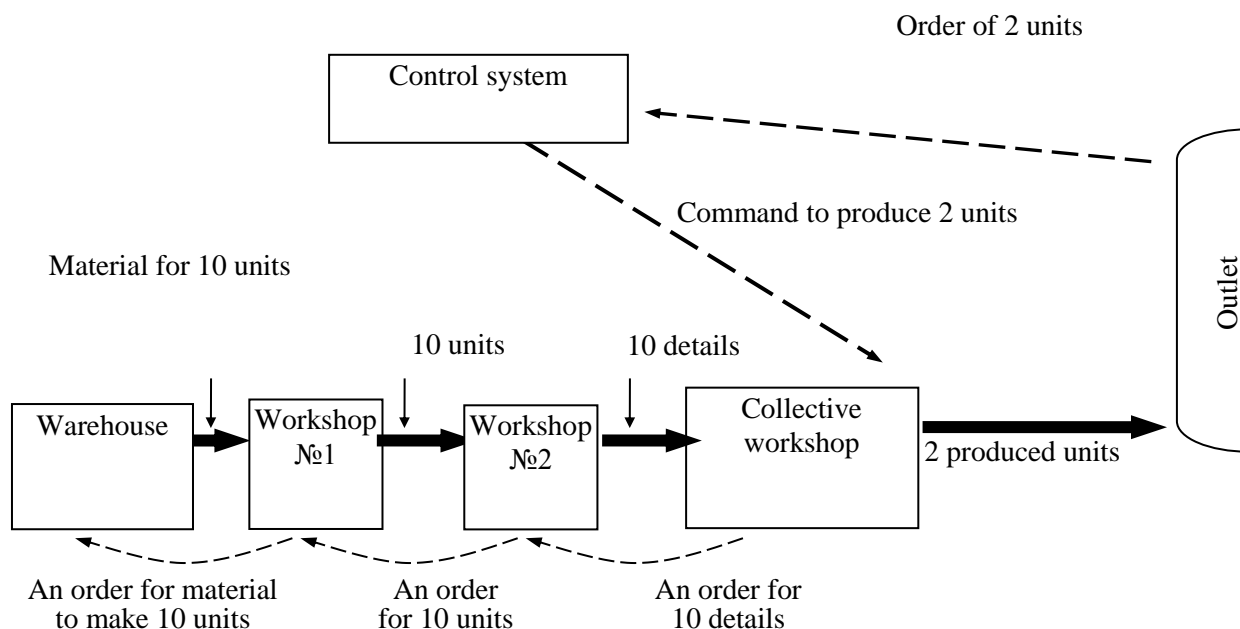 Order of 2 units
Control system
Command to produce 2 units
Material for 10 units
Outlet
10 units
10 details
Warehouse
Workshop
№1
Workshop
№2
Collective
workshop
2 produced units
An order for material
to make 10 units
An order
for 10 units
An order for
10 details